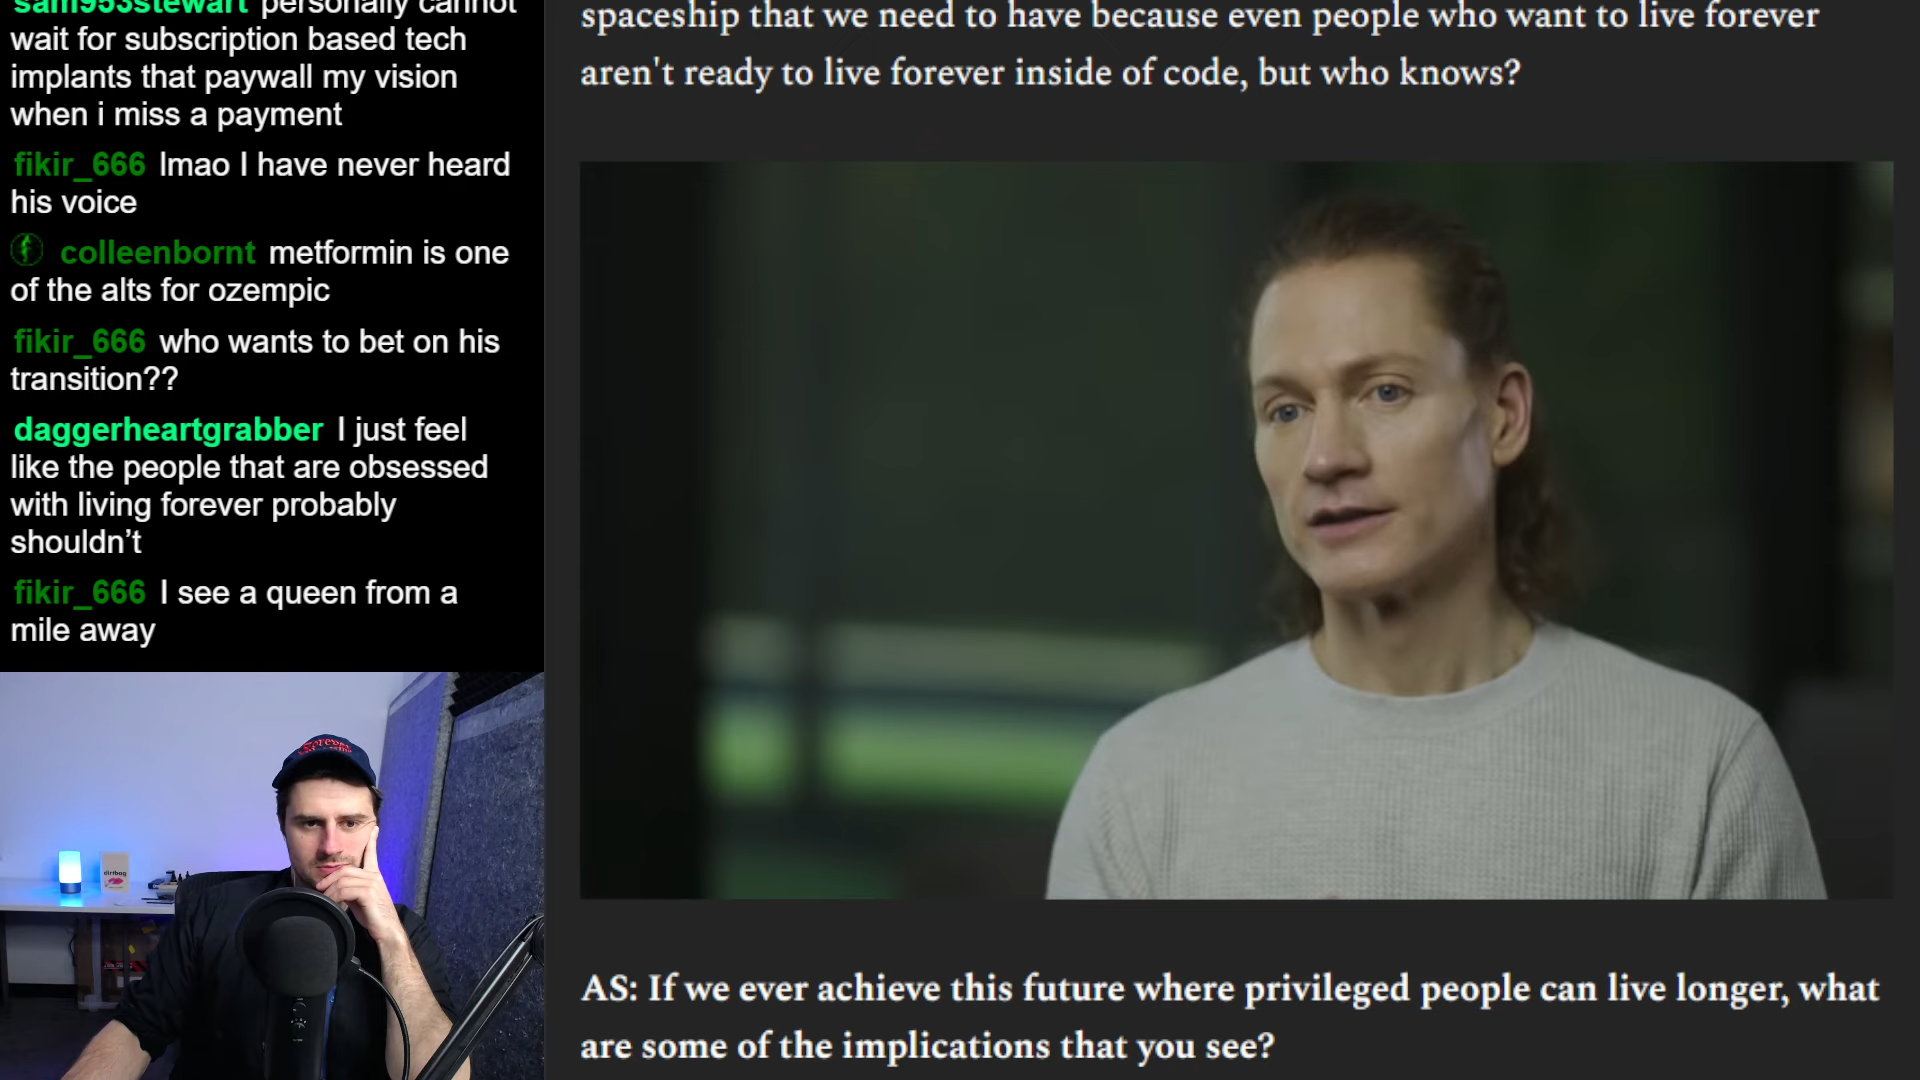 sam953stewart personally cannot
wait for subscription based tech
implants that paywall my vision
when i miss a payment
fikir_666 lmao I have never heard
his voice
colleenbornt metformin is one
of the alts for ozempic
fikir_666 who wants to bet on his
transition??
daggerheartgrabber I just feel
like the people that are obsessed
with living forever probably
shouldn’t
fikir_666 I see a queen from a
mile away
spaceship that we need to have because even people who want to live forever
aren't ready to live forever inside of code, but who knows?
AS: If we ever achieve this future where privileged people can live longer, what
are some of the implications that you see?